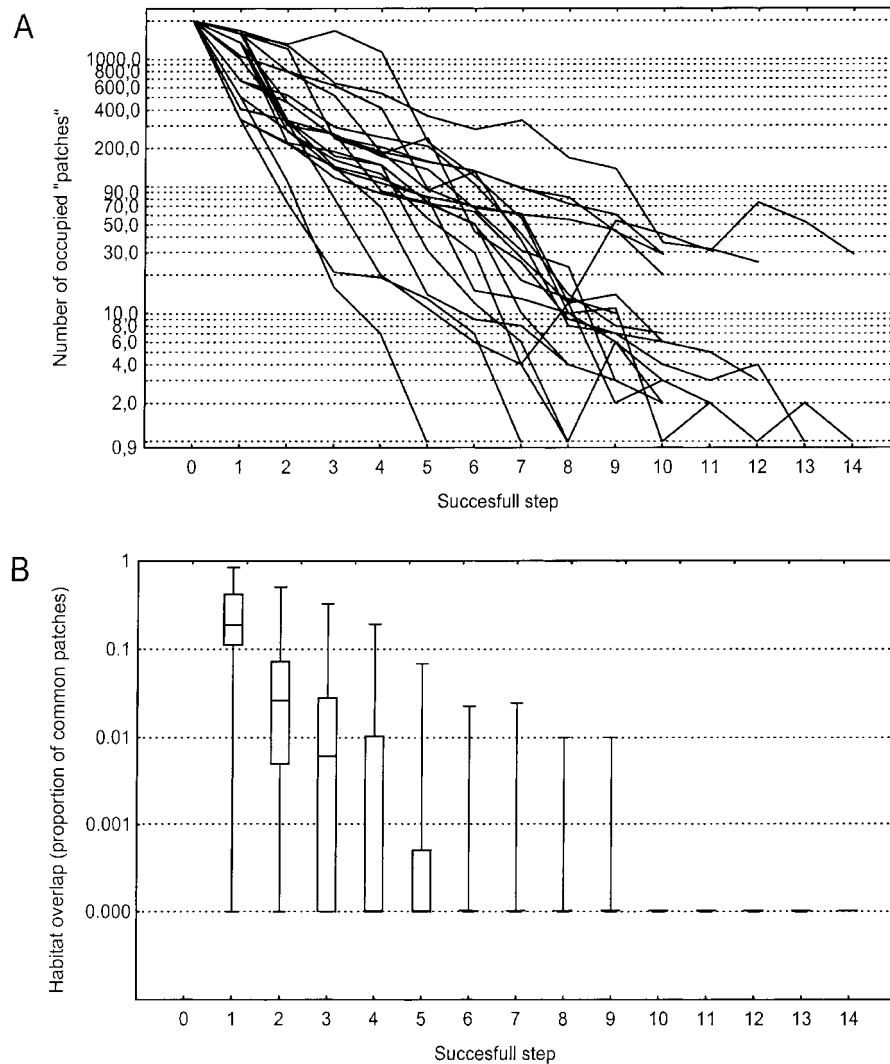 A
Number of occupied "patches"
1000,0
800,0
600,0
400,0
200,0
90,0
70,0
50,0
30,0
10,0
8,0
6,0
4,0
2,0
0,9
0 1 2 3 4 5 6 7 8 9 10 11 12 13 14
Succesfull step
B
Habitat overlap (proportion of common patches)
1
0.1
0.01
0.001
0.000
0 1 2 3 4 5 6 7 8 9 10 11 12 13 14
Succesfull step